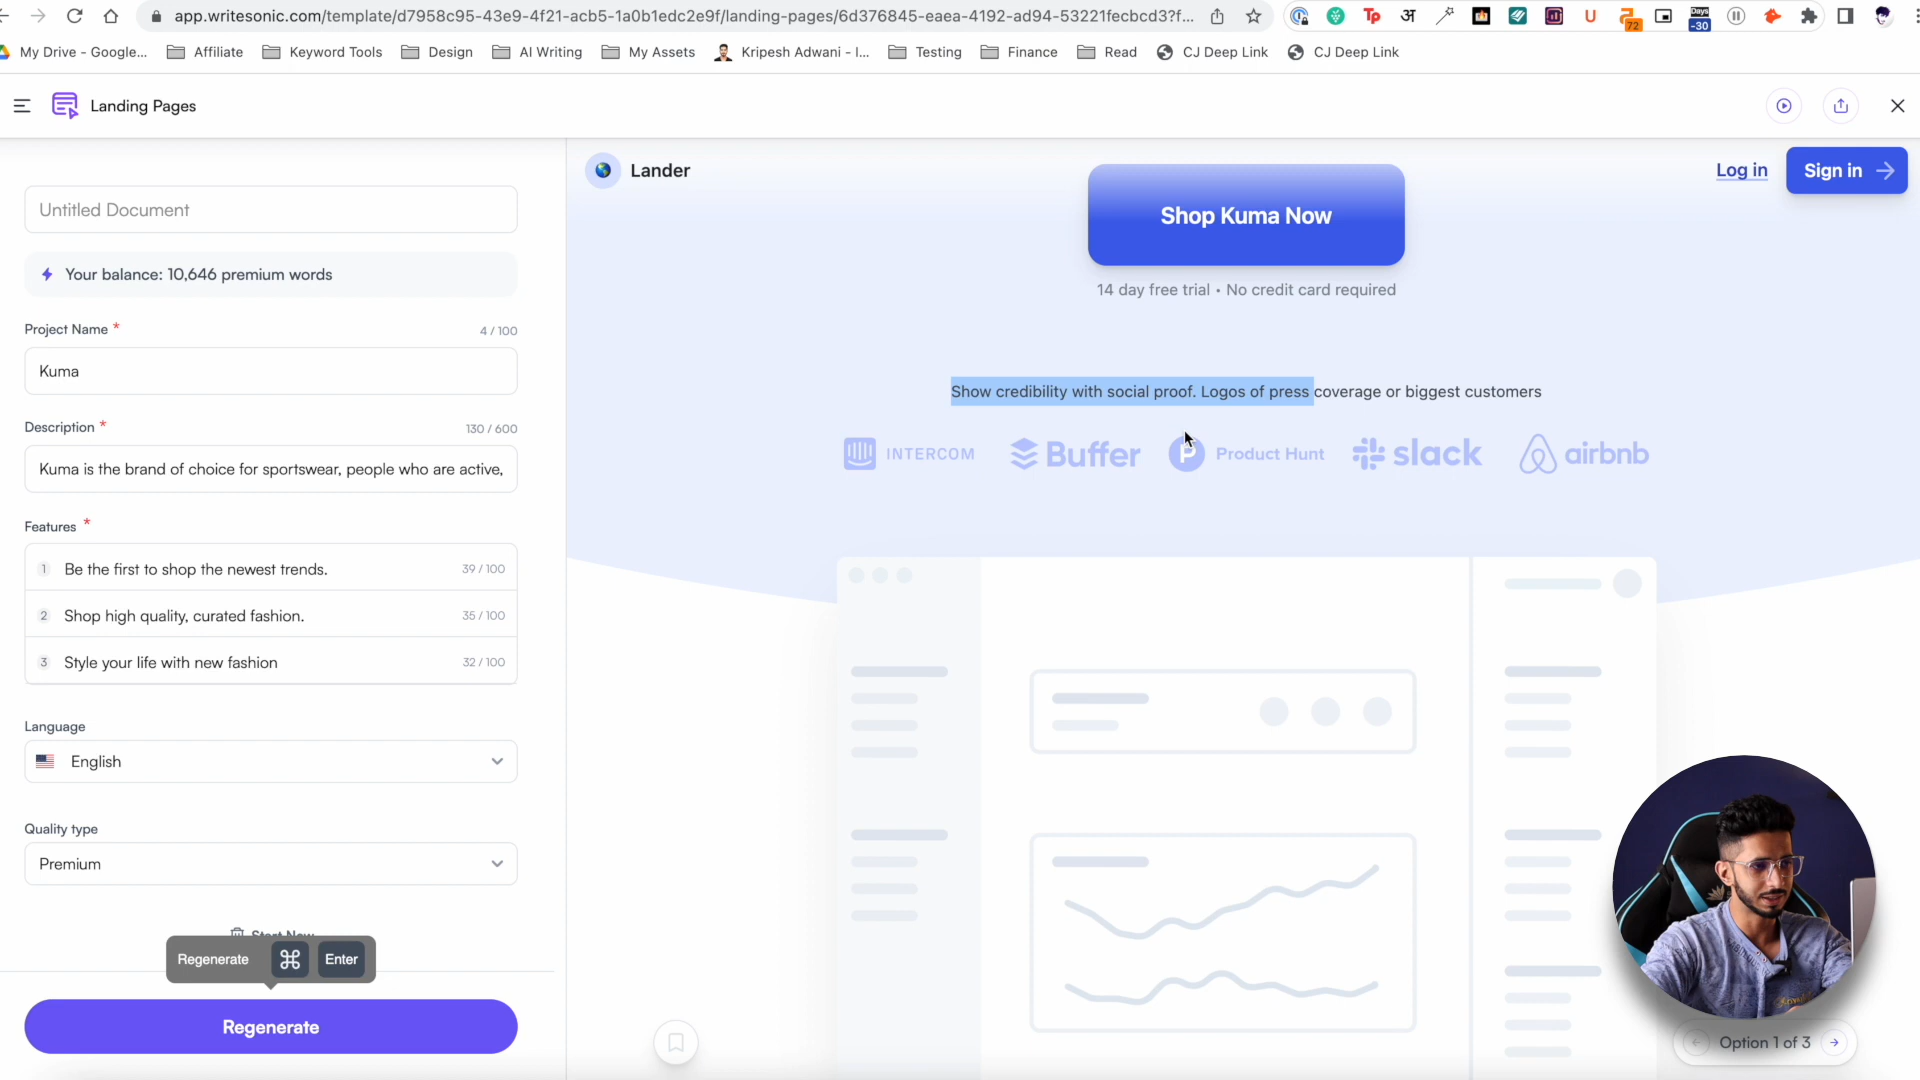 app.writesonic.com/template/d7958c95-43e9-4f21-acb5-1a0b1edc2e9f/landing-pages/6d376845-eaea-4192-ad94-53221fecbcd3?f...
Tp
अ
U
72
Days
-30
My Drive - Google...
Affiliate
Keyword Tools
Design
AI Writing
My Assets
Kripesh Adwani - I...
Testing
Finance
Read
CJ Deep Link
CJ Deep Link
Landing Pages
Untitled Document
Your balance: 10,646 premium words
Project Name *
4 / 100
Kuma
Description *
130 / 600
Kuma is the brand of choice for sportswear, people who are active,
Features *
1 Be the first to shop the newest trends. 39 / 100
2 Shop high quality, curated fashion. 35 / 100
3 Style your life with new fashion 32 / 100
Language
English
Quality type
Premium
Start New
Regenerate ⌘ Enter
Regenerate
Lander
Log in
Sign in
Shop Kuma Now
14 day free trial • No credit card required
Show credibility with social proof. Logos of press coverage or biggest customers
INTERCOM
Buffer
P Product Hunt
slack
airbnb
Option 1 of 3